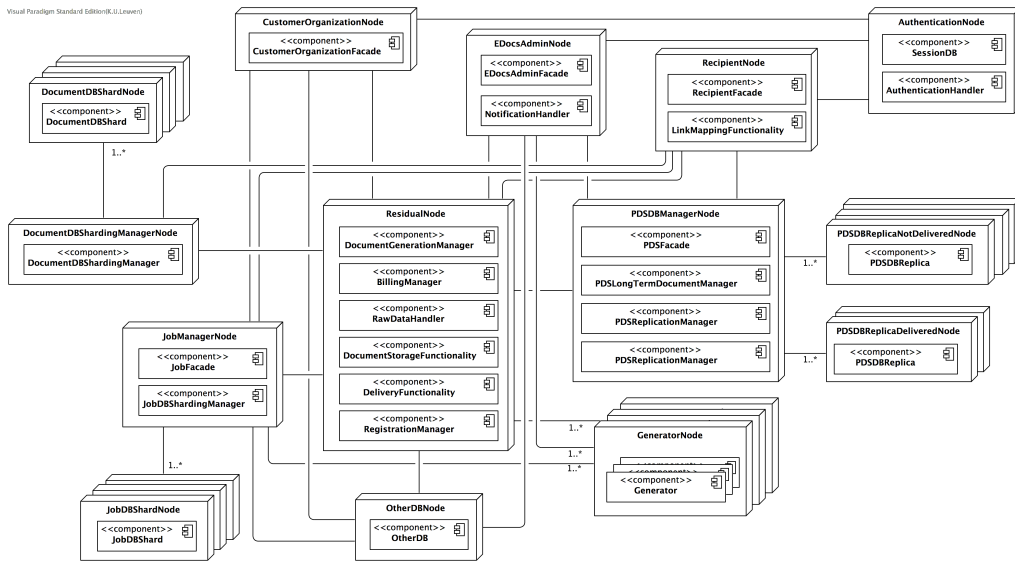 Visual Paradigm Standard Edition(K.U.Leuven)
CustomerOrganizationNode
<<component>>
CustomerOrganizationFacade
EDocsAdminNode
<<component>>
EDocsAdminFacade
<<component>>
NotificationHandler
RecipientNode
<<component>>
RecipientFacade
<<component>>
LinkMappingFunctionality
AuthenticationNode
<<component>>
SessionDB
<<component>>
AuthenticationHandler
DocumentDBShardNode
<<component>>
DocumentDBShard
1..*
DocumentDBShardingManagerNode
<<component>>
DocumentDBShardingManager
ResidualNode
<<component>>
DocumentGenerationManager
<<component>>
BillingManager
<<component>>
RawDataHandler
<<component>>
DocumentStorageFunctionality
<<component>>
DeliveryFunctionality
<<component>>
RegistrationManager
PDSDBManagerNode
<<component>>
PDSFacade
<<component>>
PDSLongTermDocumentManager
<<component>>
PDSReplicationManager
<<component>>
PDSReplicationManager
PDSDBReplicaNotDeliveredNode
<<component>>
PDSDBReplica
1..*
PDSDBReplicaDeliveredNode
<<component>>
PDSDBReplica
1..*
JobManagerNode
<<component>>
JobFacade
<<component>>
JobDBShardingManager
1..*
JobDBShardNode
<<component>>
JobDBShard
OtherDBNode
<<component>>
OtherDB
1..*
1..*
1..*
GeneratorNode
<<component>>
Generator